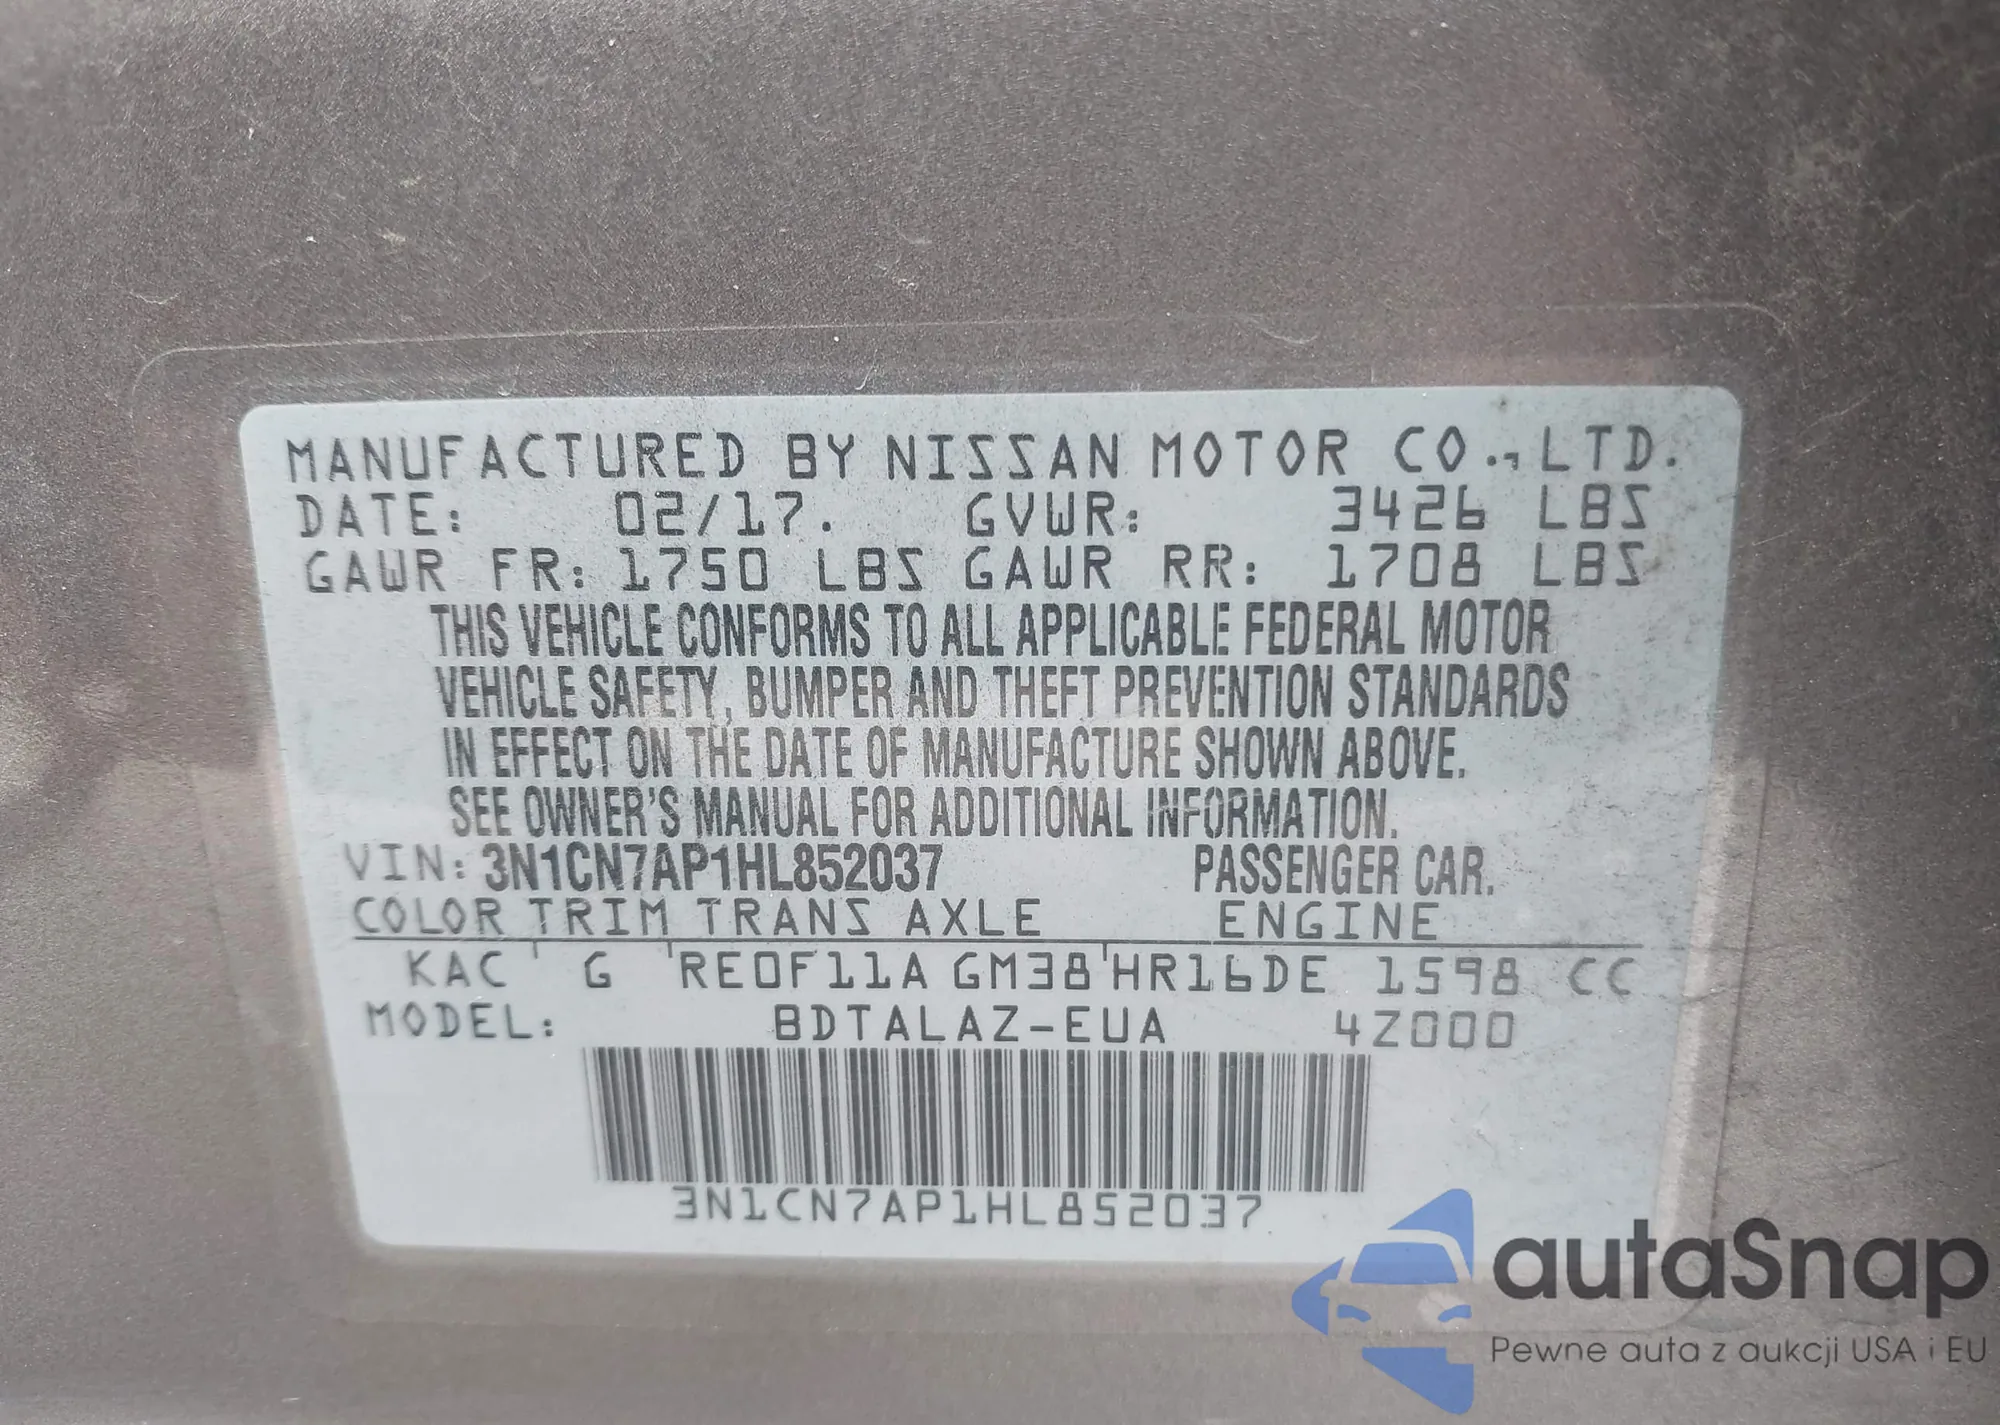 MANUFACTURED BY NISSAN MOTOR CO.,LTD.
DATE: 02/17. GVWR: 3426 LBS
GAWR FR: 1750 LBS GAWR RR: 1708 LBS
THIS VEHICLE CONFORMS TO ALL APPLICABLE FEDERAL MOTOR
VEHICLE SAFETY, BUMPER AND THEFT PREVENTION STANDARDS
IN EFFECT ON THE DATE OF MANUFACTURE SHOWN ABOVE.
SEE OWNER'S MANUAL FOR ADDITIONAL INFORMATION.
VIN: 3N1CN7AP1HL852037 PASSENGER CAR.
COLOR TRIM TRANS AXLE ENGINE
KAC G RE0F11A GM38 HR16DE 1598 CC
MODEL: BDTALAZ-EUA 4Z000
3N1CN7AP1HL852037
autaSnap
Pewne auta z aukcji USA i EU